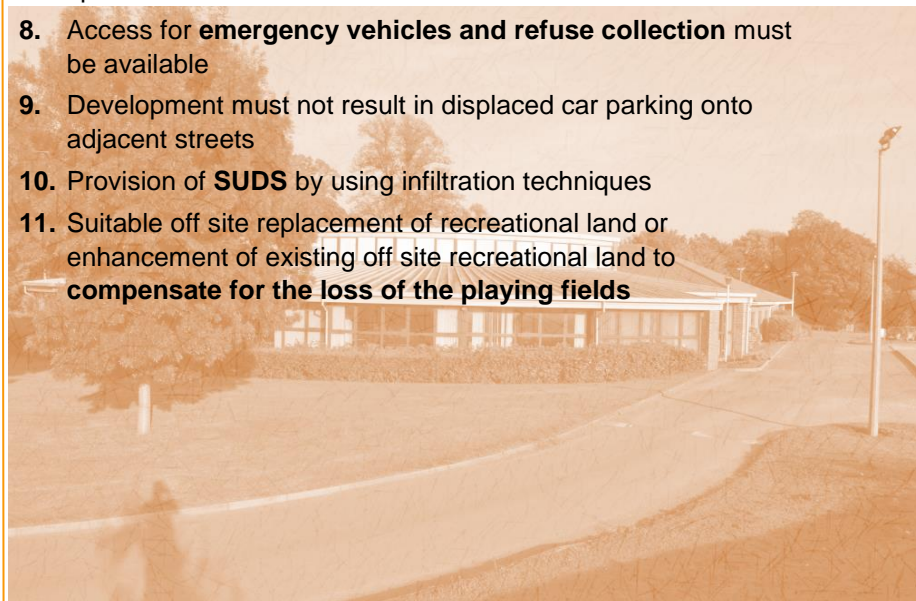 8. Access for emergency vehicles and refuse collection must
be available
9. Development must not result in displaced car parking onto
adjacent streets
10. Provision of SUDS by using infiltration techniques
11. Suitable off site replacement of recreational land or
enhancement of existing off site recreational land to
compensate for the loss of the playing fields